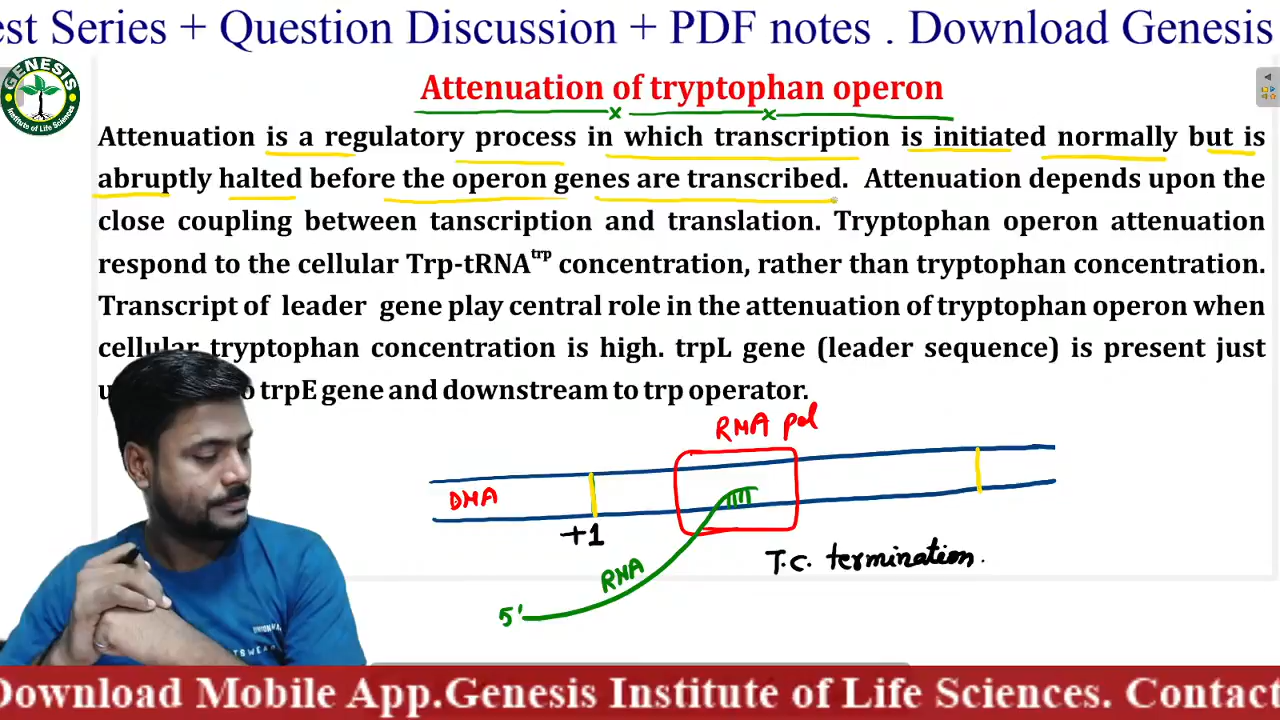 est Series + Question Discussion + PDF notes . Download Genesis
GENESIS
Institute of Life Sciences
Attenuation of tryptophan operon
Attenuation is a regulatory process in which transcription is initiated normally but is
abruptly halted before the operon genes are transcribed. Attenuation depends upon the
close coupling between tanscription and translation. Tryptophan operon attenuation
respond to the cellular Trp-tRNAtrp concentration, rather than tryptophan concentration.
Transcript of leader gene play central role in the attenuation of tryptophan operon when
cellular tryptophan concentration is high. trpL gene (leader sequence) is present just
trpE gene and downstream to trp operator.
RNA pol
DNA
+1
T.C. termination.
RNA
5'
Download Mobile App.Genesis Institute of Life Sciences. Contact